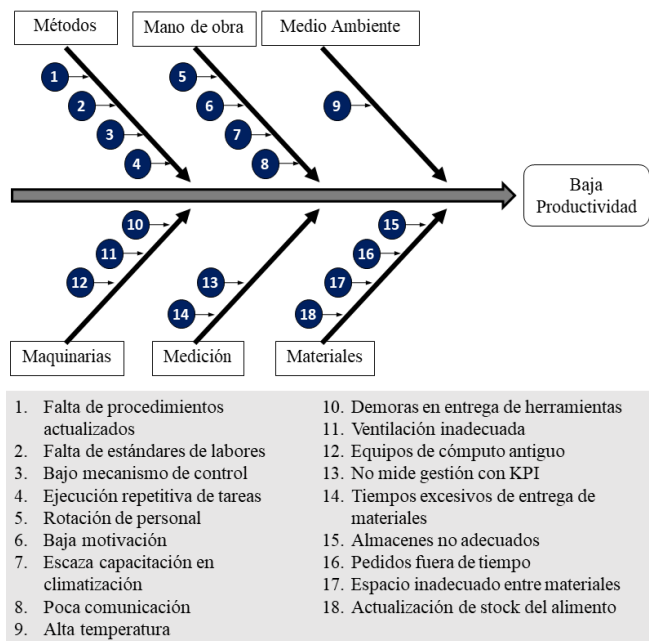 Métodos
Mano de obra
Medio Ambiente
1
2
3
4
5
6
7
8
9
Baja
Productividad
10
11
12
13
14
15
16
17
18
Maquinarias
Medición
Materiales
1. Falta de procedimientos
actualizados
2. Falta de estándares de labores
3. Bajo mecanismo de control
4. Ejecución repetitiva de tareas
5. Rotación de personal
6. Baja motivación
7. Escaza capacitación en
climatización
8. Poca comunicación
9. Alta temperatura
10. Demoras en entrega de herramientas
11. Ventilación inadecuada
12. Equipos de cómputo antiguo
13. No mide gestión con KPI
14. Tiempos excesivos de entrega de
materiales
15. Almacenes no adecuados
16. Pedidos fuera de tiempo
17. Espacio inadecuado entre materiales
18. Actualización de stock del alimento